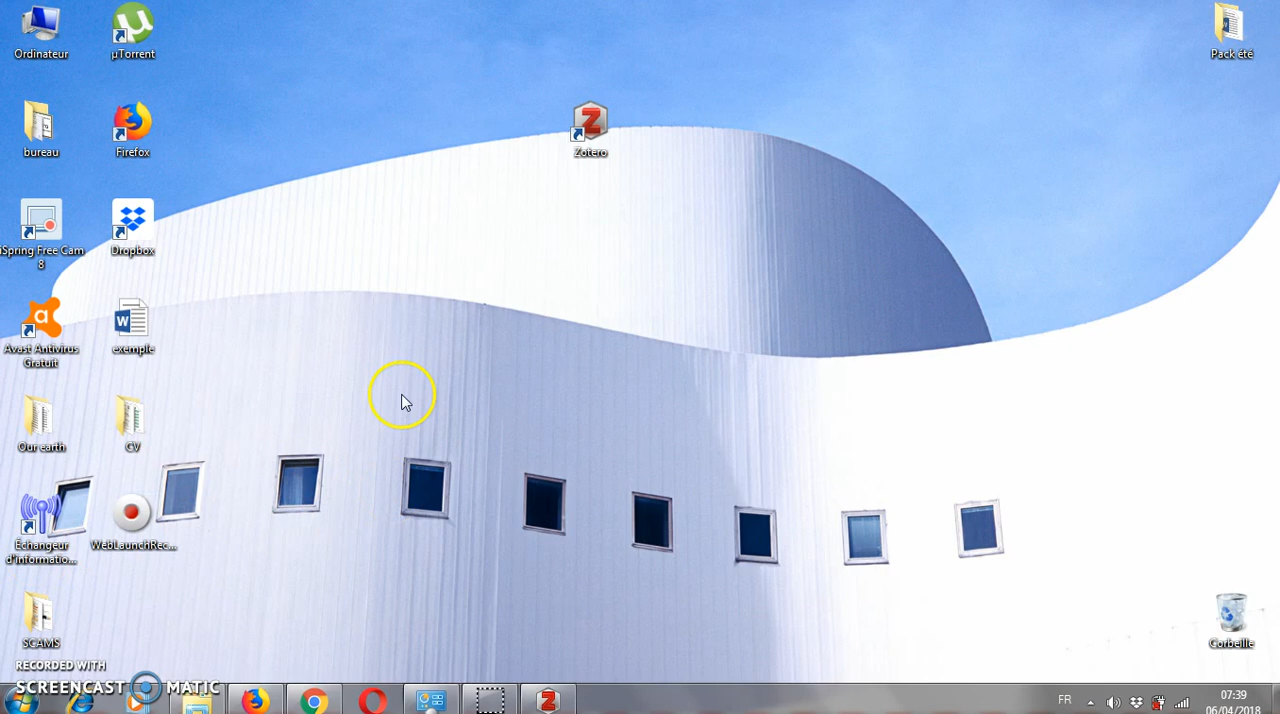 Ordinateur
µTorrent
Pack été
bureau
Firefox
Zotero
iSpring Free Cam
8
Dropbox
Avast Antivirus
Gratuit
exemple
Our earth
CV
Échangeur
d'informatio...
WebLaunchRec...
SCAMS
Corbeille
RECORDED WITH
SCREENCAST MATIC
FR
07:39
06/04/2018